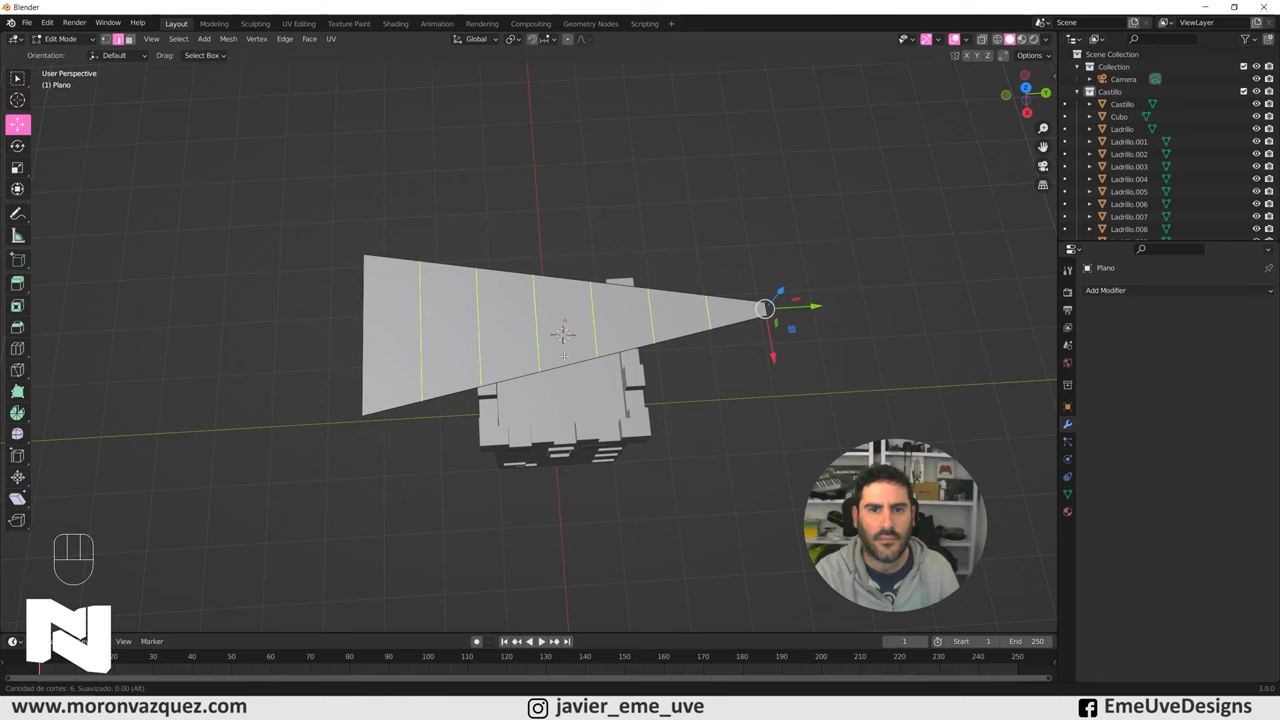 Blender
File Edit Render Window Help
Layout Modeling Sculpting UV Editing Texture Paint Shading Animation Rendering Compositing Geometry Nodes Scripting +
Scene
ViewLayer
Edit Mode View Select Add Mesh Vertex Edge Face UV
Global
Orientation: Default Drag: Select Box
X Y Z Options
User Perspective
(1) Plano
Y
Z
X
Scene Collection
Collection
Camera
Castillo
Castillo
Cubo
Ladrillo
Ladrillo.001
Ladrillo.002
Ladrillo.003
Ladrillo.004
Ladrillo.005
Ladrillo.006
Ladrillo.007
Ladrillo.008
Plano
Add Modifier
View Marker
1 Start 1 End 250
20 30 40 50 60 70 80 90 100 110 120 130 140 150 160 170 180 190 200 210 220 230 240 250
Cantidad de cortes: 6, Suavizado: 0.00 (Alt)
3.0.0
www.moronvazquez.com javier_eme_uve EmeUveDesigns